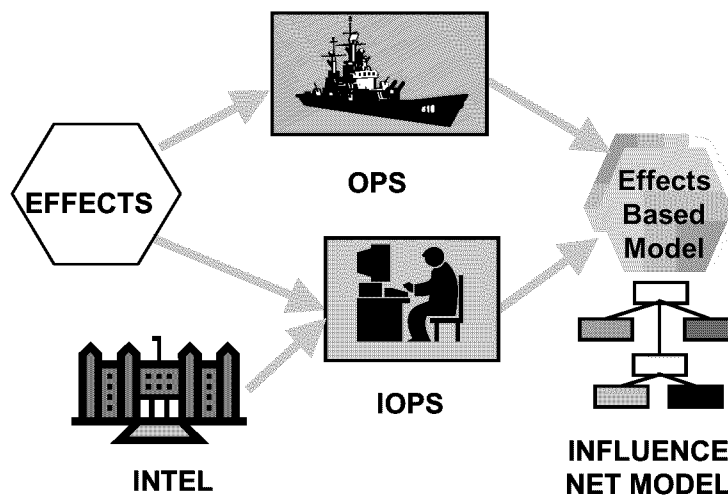 OPS
EFFECTS
Effects
Based
Model
IOPS
INTEL
INFLUENCE
NET MODEL